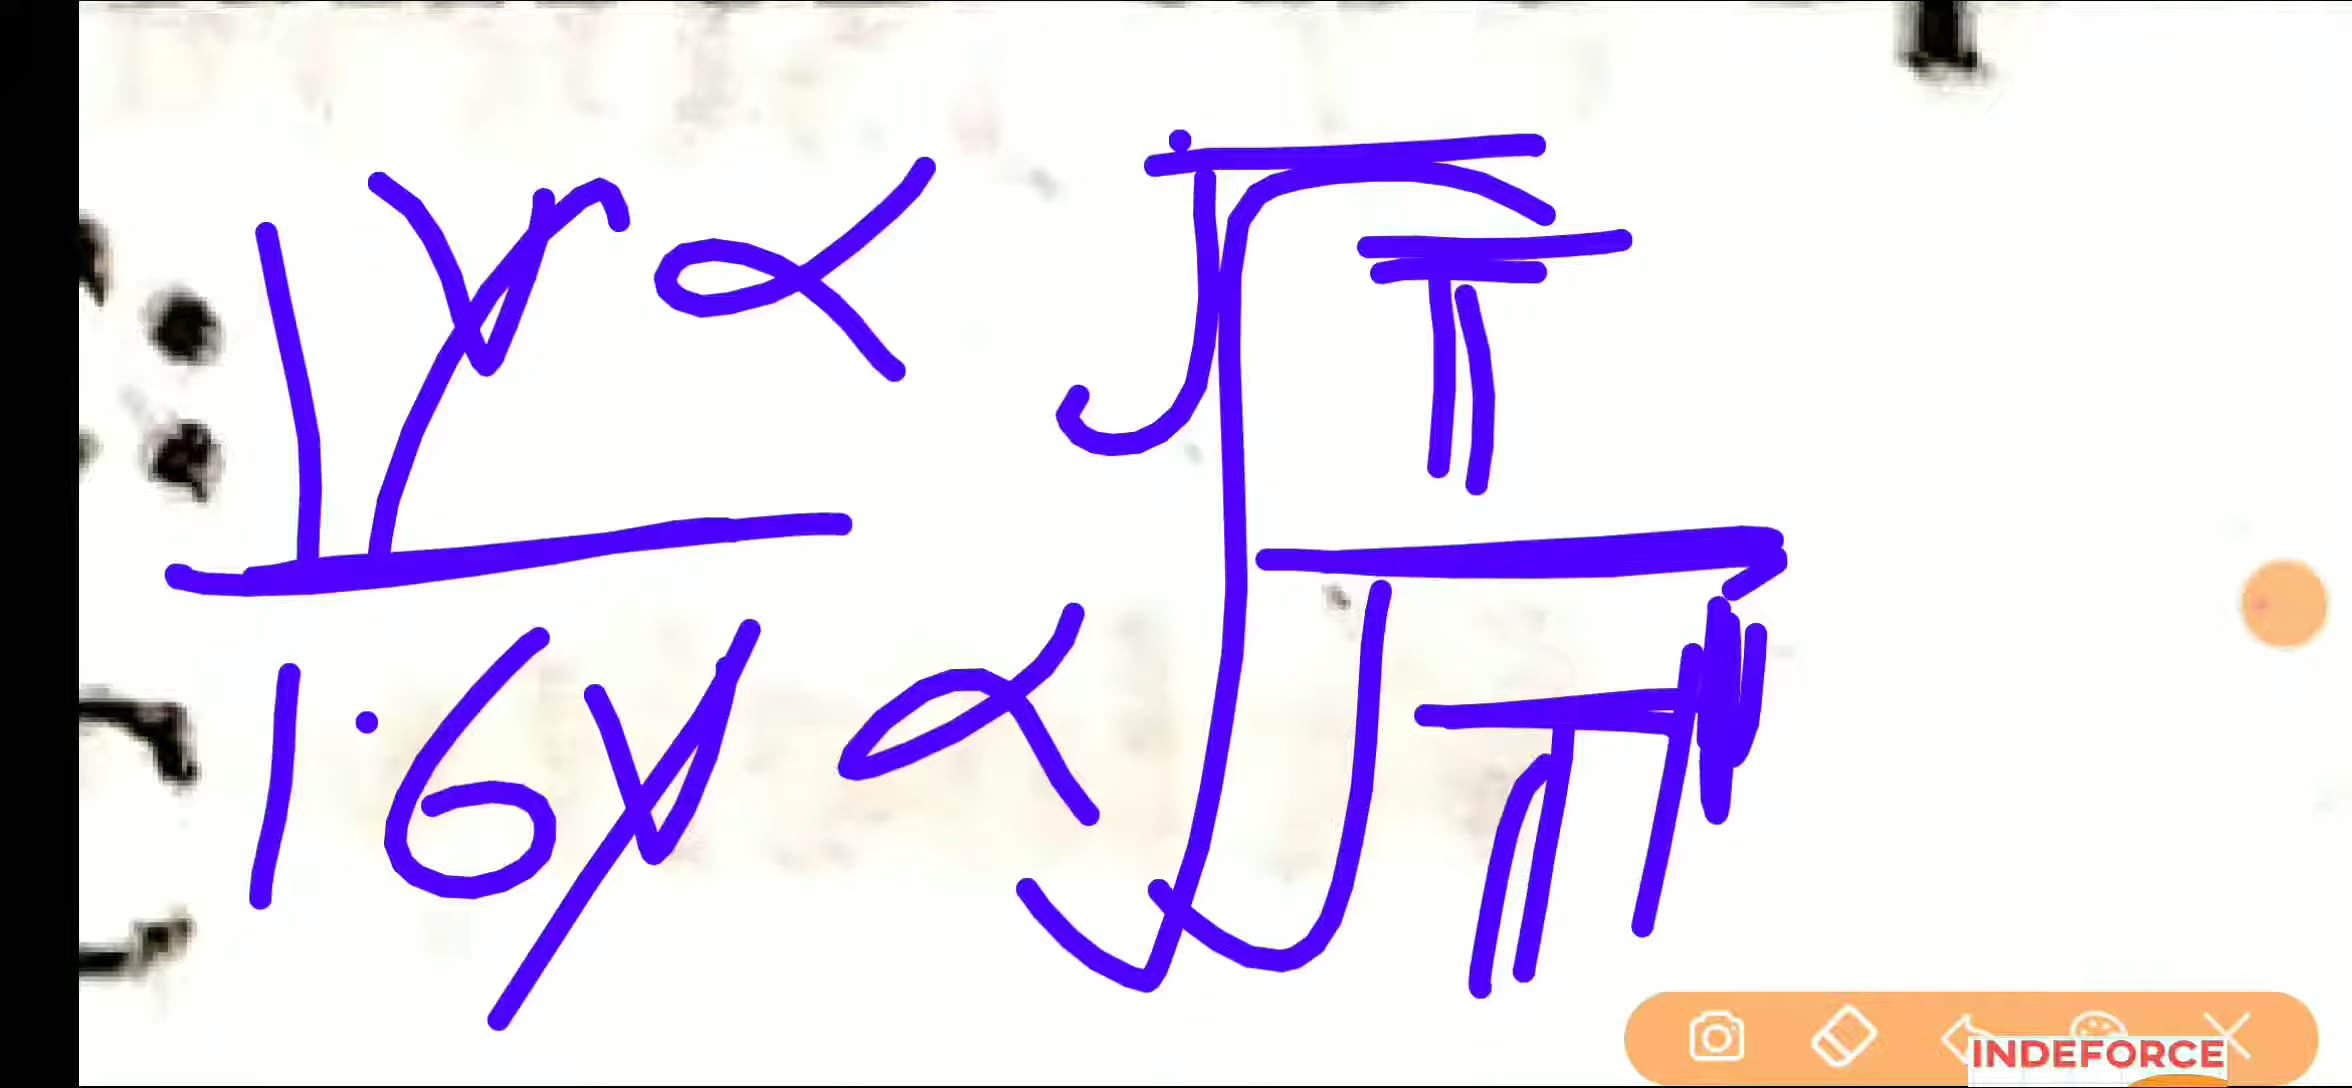 1V ∝ √T
1.6V ∝ √T"
INDEFORCE